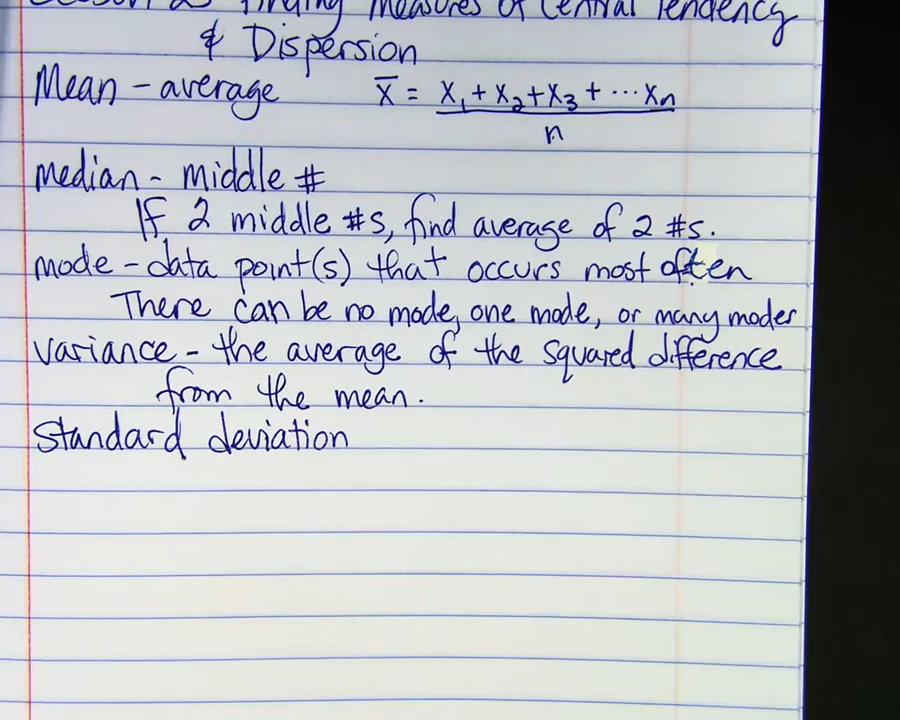 Finding Measures of Central Tendency
& Dispersion
Mean - average x̄ = x₁ + x₂ + x₃ + ... xₙ
n
median - middle #
If 2 middle #s, find average of 2 #s.
mode - data point(s) that occurs most often
There can be no mode, one mode, or many modes
variance - the average of the squared difference
from the mean.
Standard deviation